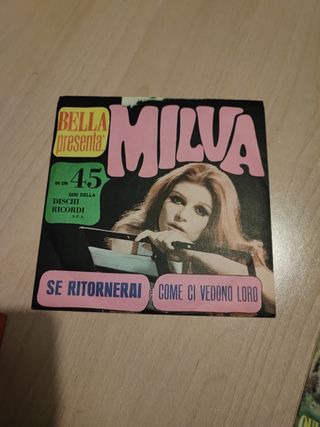 BELLA
presenta:
MILVA
IN UN 45
GIRI DELLA
DISCHI
RICORDI
S.P.A.
SE RITORNERAI
E
COME CI VEDONO LORO